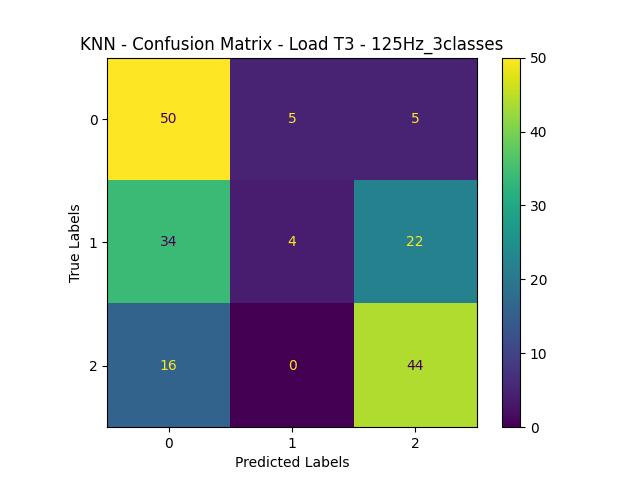 KNN - Confusion Matrix - Load T3 - 125Hz_3classes
50
0 50 5 5
40
True Labels
30
1 34 4 22
20
2 16 0 44
10
0
0 1 2
Predicted Labels